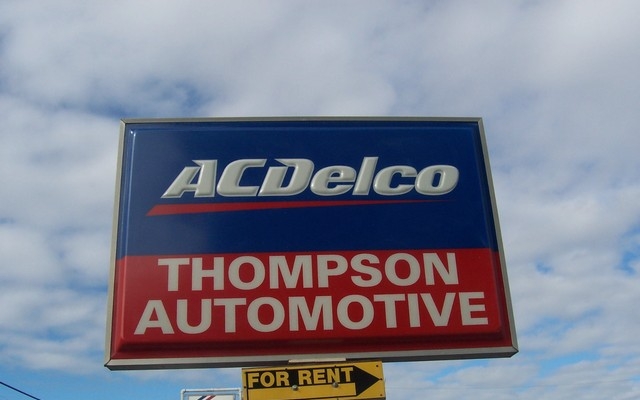 ACDelco
THOMPSON
AUTOMOTIVE
FOR RENT